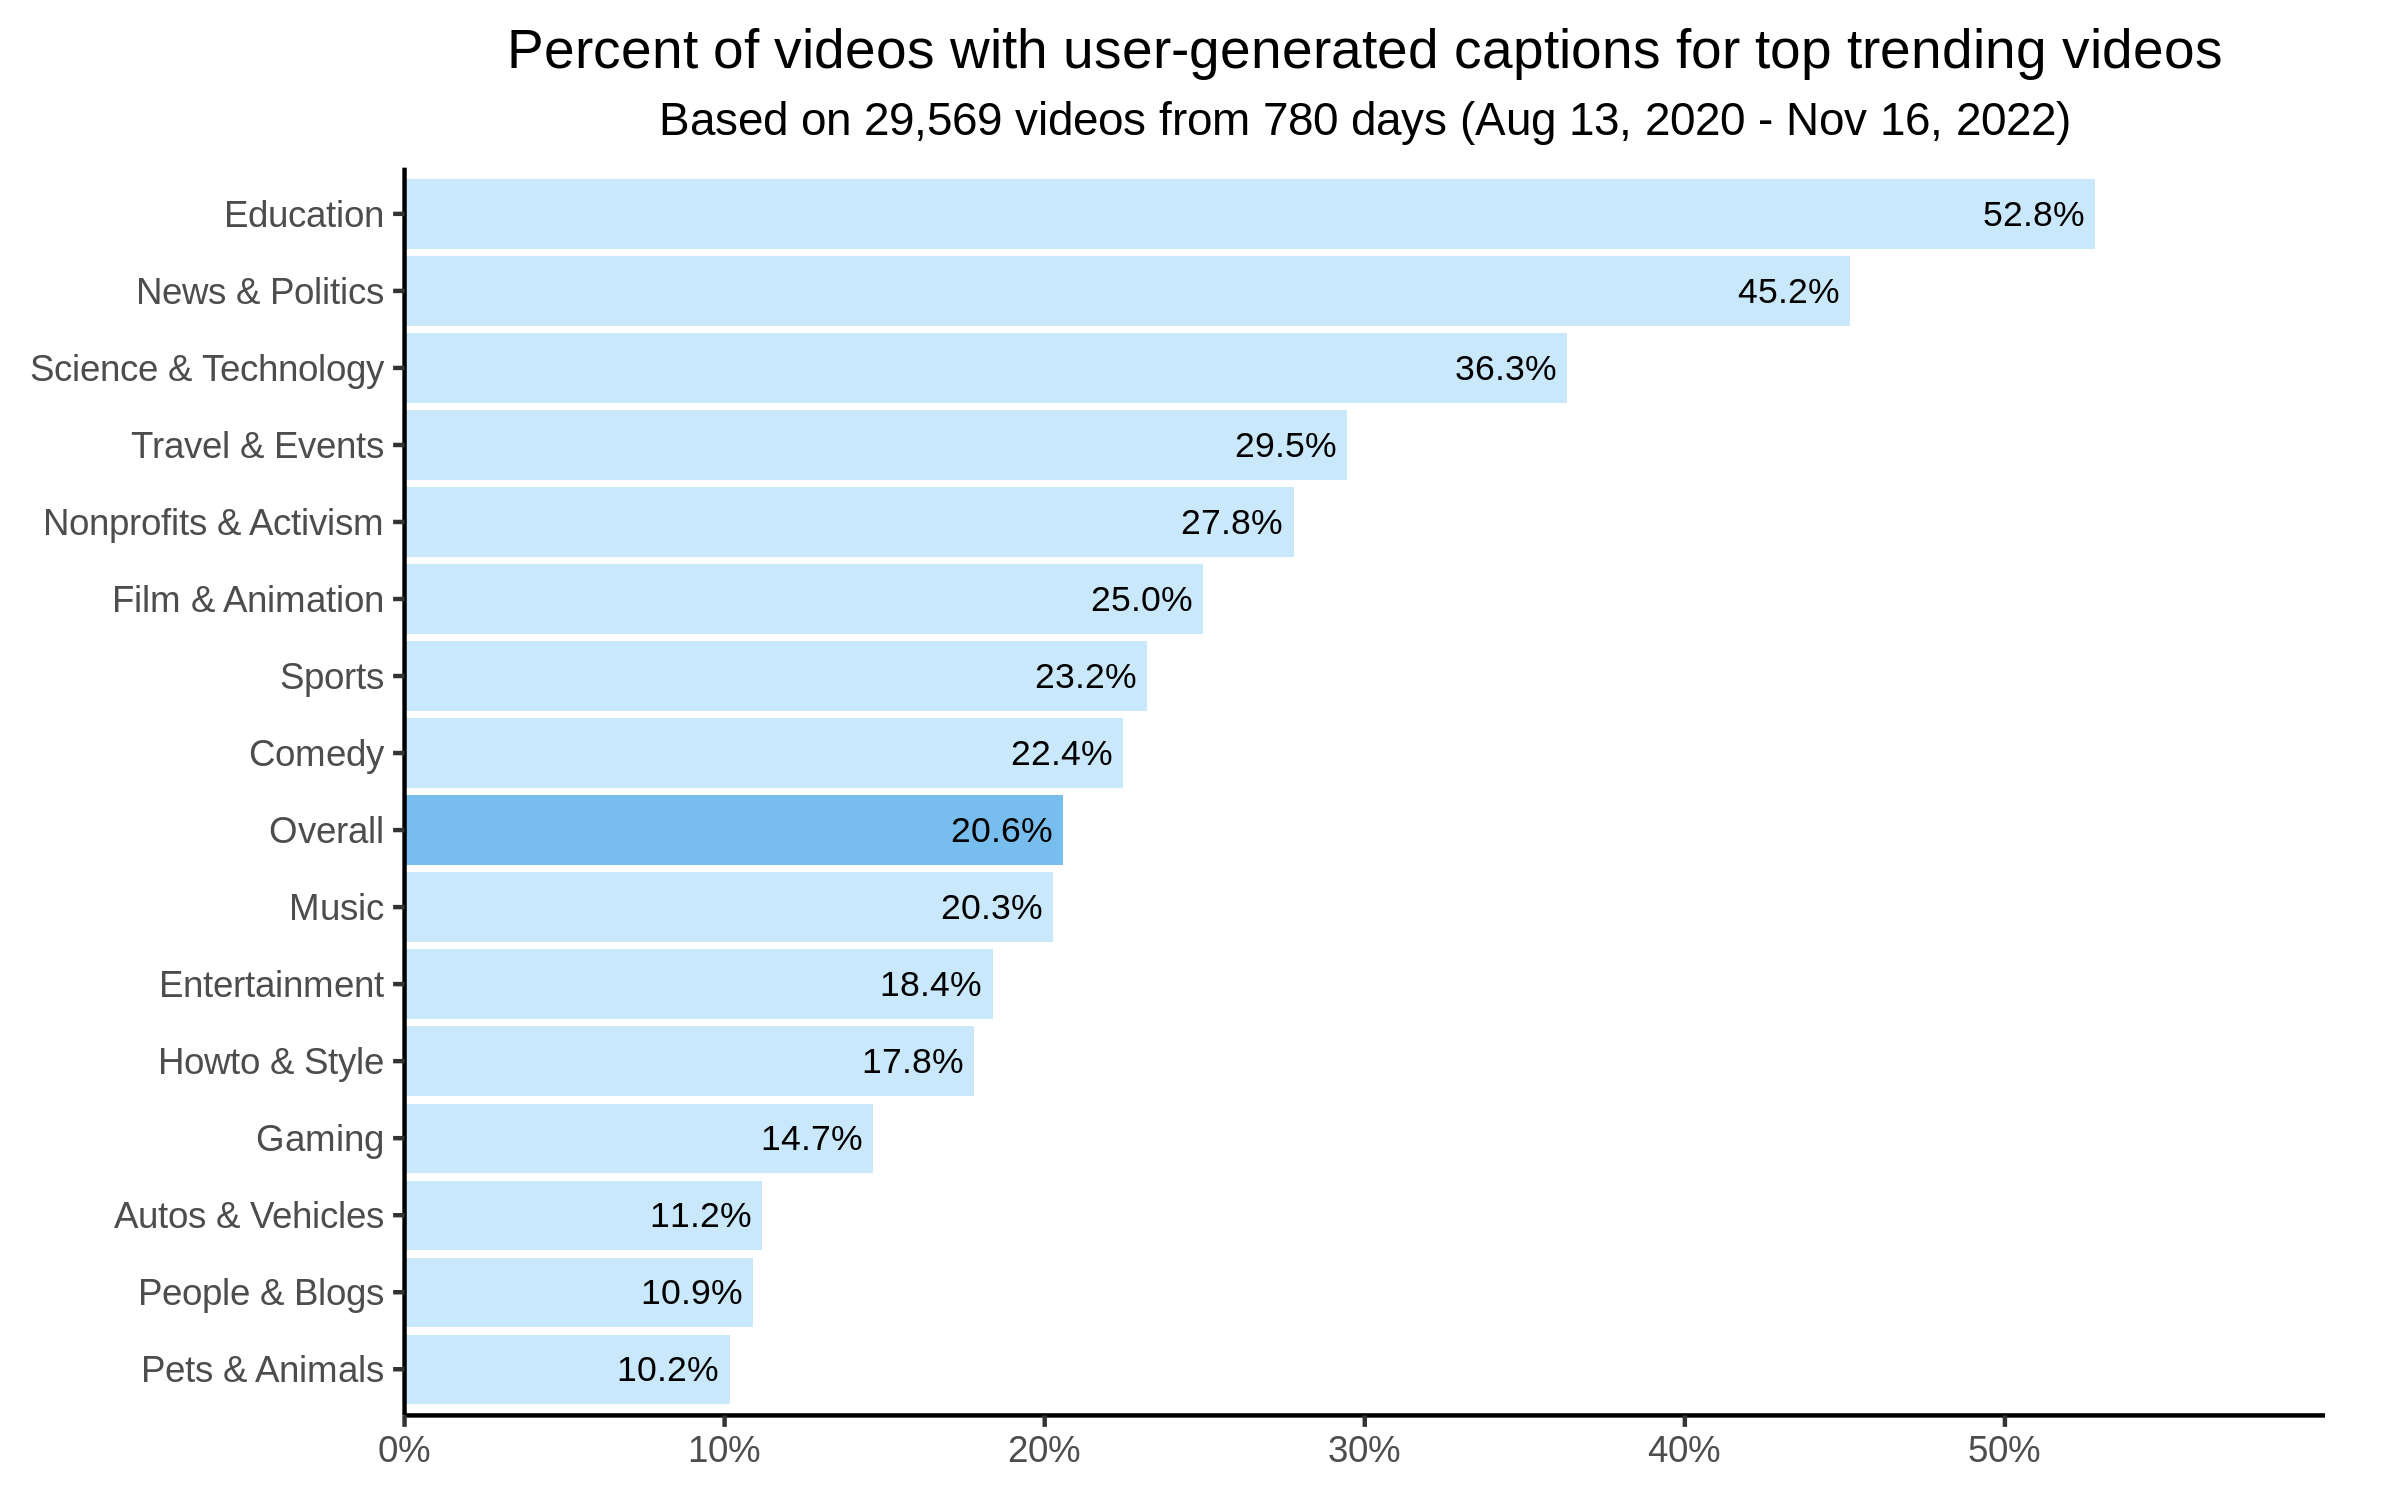 Percent of videos with user-generated captions for top trending videos
Based on 29,569 videos from 780 days (Aug 13, 2020 - Nov 16, 2022)
Education 52.8%
News & Politics 45.2%
Science & Technology 36.3%
Travel & Events 29.5%
Nonprofits & Activism 27.8%
Film & Animation 25.0%
Sports 23.2%
Comedy 22.4%
Overall 20.6%
Music 20.3%
Entertainment 18.4%
Howto & Style 17.8%
Gaming 14.7%
Autos & Vehicles 11.2%
People & Blogs 10.9%
Pets & Animals 10.2%
0% 10% 20% 30% 40% 50%